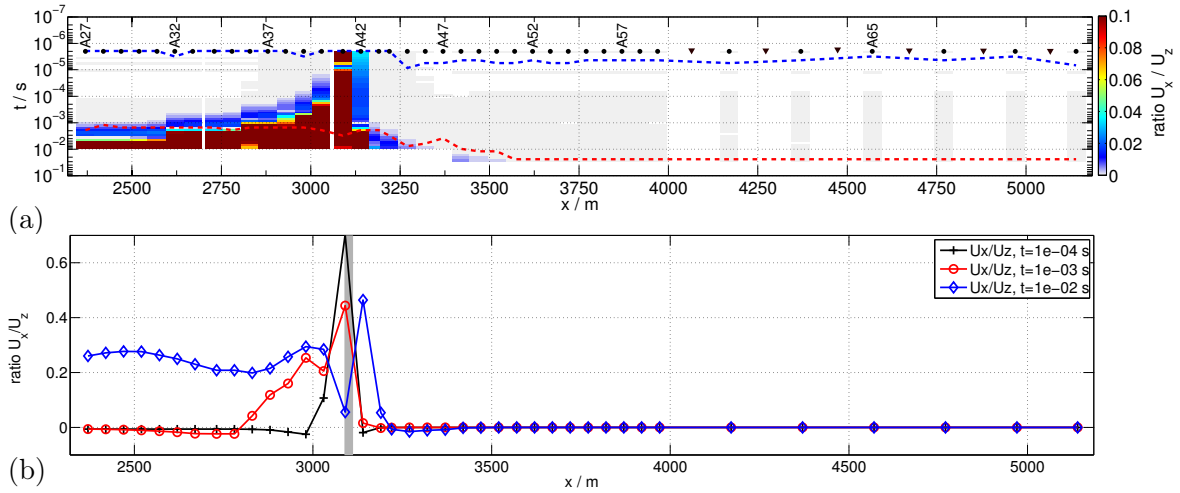 A27 A32 A37 A42 A47 A52 A57 A65
10⁻⁷
10⁻⁶
10⁻⁵
10⁻⁴
10⁻³
10⁻²
10⁻¹
t / s
2500 2750 3000 3250 3500 3750 4000 4250 4500 4750 5000
x / m
0.1
0.08
0.06
0.04
0.02
0
ratio Uₓ / U_z
(a)
0.6
0.4
0.2
0
ratio Uₓ/U_z
Ux/Uz, t=1e−04 s
Ux/Uz, t=1e−03 s
Ux/Uz, t=1e−02 s
2500 3000 3500 4000 4500 5000
x / m
(b)